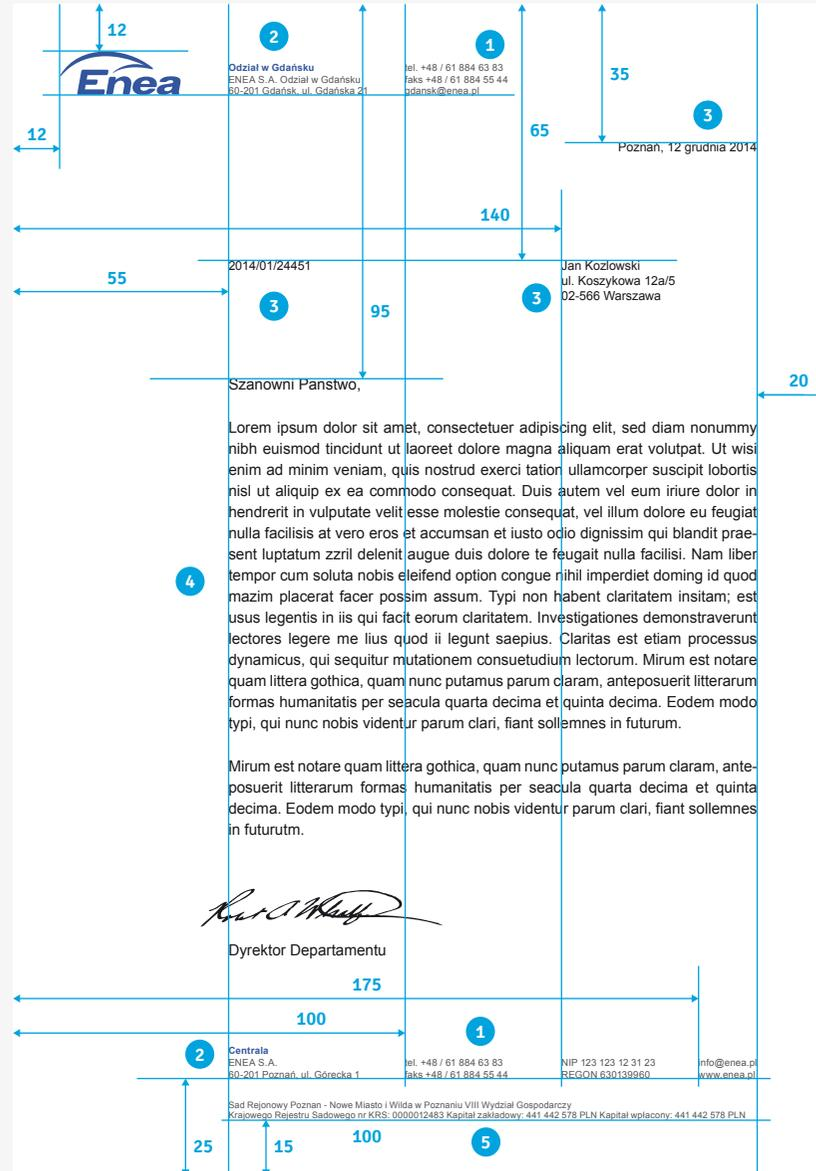 12
2
1
Enea
Odział w Gdańsku
ENEA S.A. Odział w Gdańsku
60-201 Gdańsk, ul. Gdańska 21
tel. +48 / 61 884 63 83
faks +48 / 61 884 55 44
gdansk@enea.pl
35
3
12
65
Poznań, 12 grudnia 2014
140
2014/01/24451
Jan Kozlowski
ul. Koszykowa 12a/5
02-566 Warszawa
55
3
3
95
20
Szanowni Panstwo,
Lorem ipsum dolor sit amet, consectetuer adipiscing elit, sed diam nonummy
nibh euismod tincidunt ut laoreet dolore magna aliquam erat volutpat. Ut wisi
enim ad minim veniam, quis nostrud exerci tation ullamcorper suscipit lobortis
nisl ut aliquip ex ea commodo consequat. Duis autem vel eum iriure dolor in
hendrerit in vulputate velit esse molestie consequat, vel illum dolore eu feugiat
nulla facilisis at vero eros et accumsan et iusto odio dignissim qui blandit prae-
sent luptatum zzril delenit augue duis dolore te feugait nulla facilisi. Nam liber
4
tempor cum soluta nobis eleifend option congue nihil imperdiet doming id quod
mazim placerat facer possim assum. Typi non habent claritatem insitam; est
usus legentis in iis qui facit eorum claritatem. Investigationes demonstraverunt
lectores legere me lius quod ii legunt saepius. Claritas est etiam processus
dynamicus, qui sequitur mutationem consuetudium lectorum. Mirum est notare
quam littera gothica, quam nunc putamus parum claram, anteposuerit litterarum
formas humanitatis per seacula quarta decima et quinta decima. Eodem modo
typi, qui nunc nobis videntur parum clari, fiant sollemnes in futurum.
Mirum est notare quam littera gothica, quam nunc putamus parum claram, ante-
posuerit litterarum formas humanitatis per seacula quarta decima et quinta
decima. Eodem modo typi, qui nunc nobis videntur parum clari, fiant sollemnes
in futurutm.
Dyrektor Departamentu
175
100
1
2
Centrala
ENEA S.A.
60-201 Poznań, ul. Górecka 1
tel. +48 / 61 884 63 83
faks +48 / 61 884 55 44
NIP 123 123 12 31 23
REGON 630139960
info@enea.pl
www.enea.pl
Sad Rejonowy Poznan - Nowe Miasto i Wilda w Poznaniu VIII Wydział Gospodarczy
Krajowego Rejestru Sadowego nr KRS: 0000012483 Kapitał zakładowy: 441 442 578 PLN Kapitał wpłacony: 441 442 578 PLN
25
15
100
5